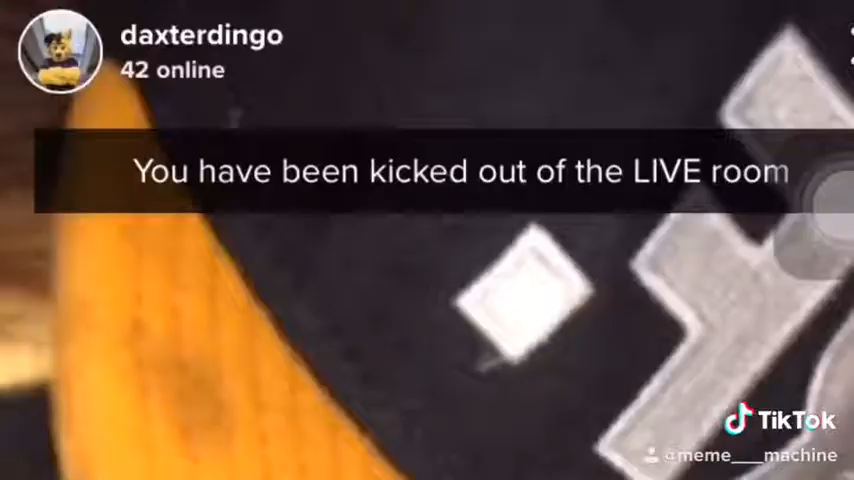 daxterdingo
42 online
You have been kicked out of the LIVE room
TikTok
@meme___machine